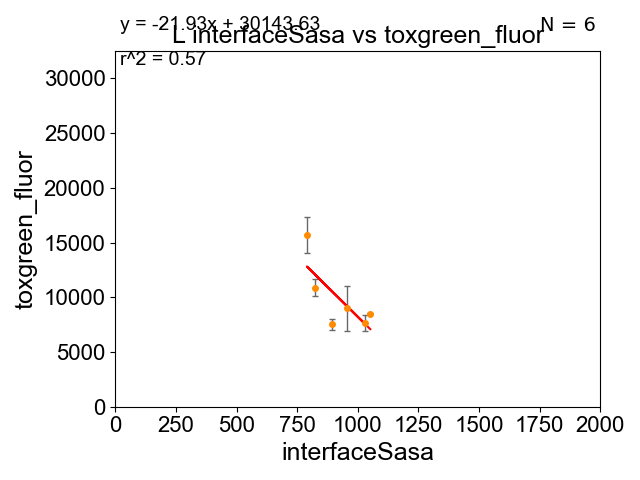 y = -21.93x + 30143.63
N = 6
L interfaceSasa vs toxgreen_fluor
r^2 = 0.57
30000
25000
20000
15000
10000
5000
0
toxgreen_fluor
0 250 500 750 1000 1250 1500 1750 2000
interfaceSasa